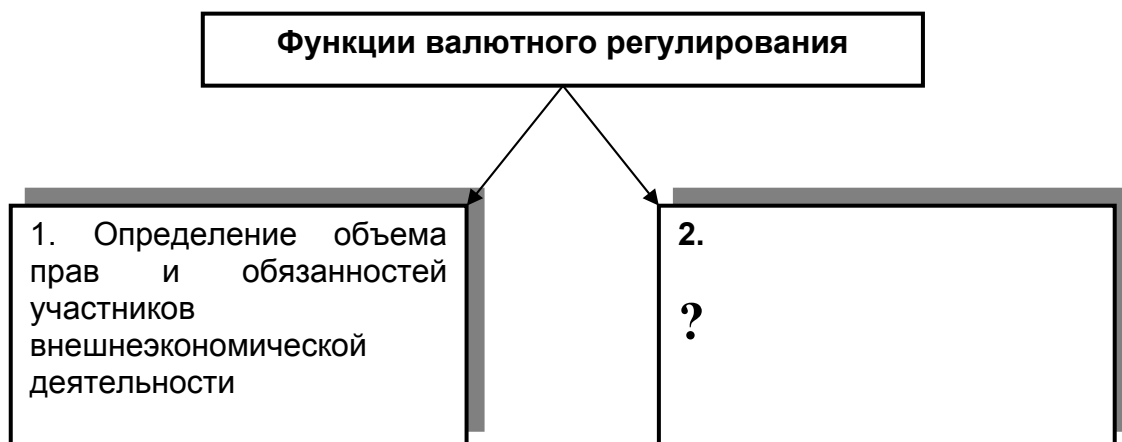 Функции валютного регулирования
1. Определение объема
прав и обязанностей
участников
внешнеэкономической
деятельности
2.
?